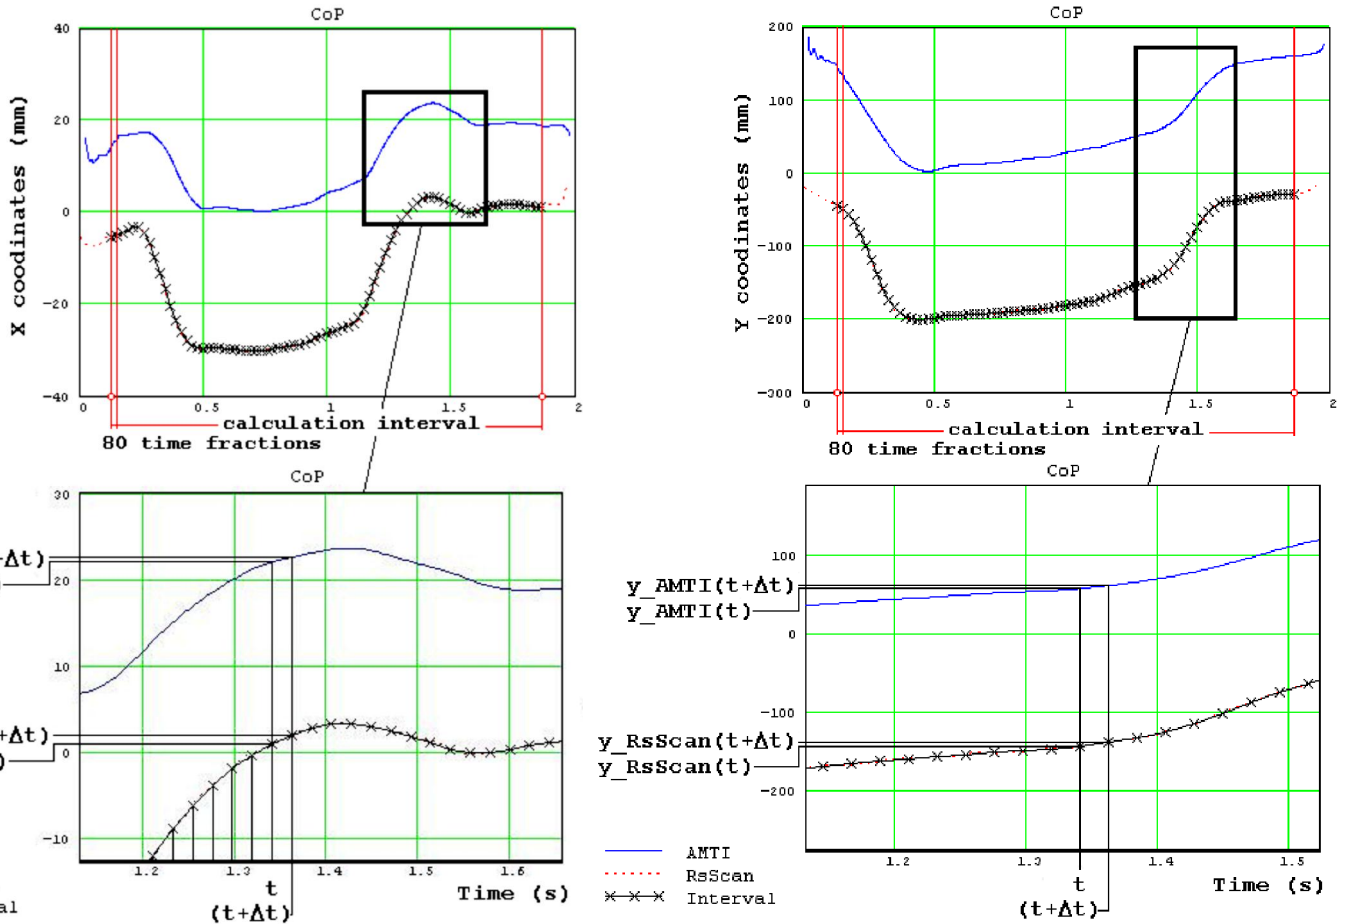 CoP
40
20
0
-20
-40
X coodinates (mm)
0
0.5
1
1.5
2
calculation interval
80 time fractions
CoP
200
100
0
-100
-200
-300
Y coodinates (mm)
0
0.5
1
1.5
2
calculation interval
80 time fractions
CoP
30
20
10
0
-10
Δt)
+Δt)
)
1.2
1.3
1.4
1.5
1.6
t
(t+Δt)
Time (s)
al
CoP
100
0
-100
-200
y_AMTI(t+Δt)
y_AMTI(t)
y_RsScan(t+Δt)
y_RsScan(t)
1.2
1.3
1.4
1.5
t
(t+Δt)
Time (s)
AMTI
RsScan
Interval